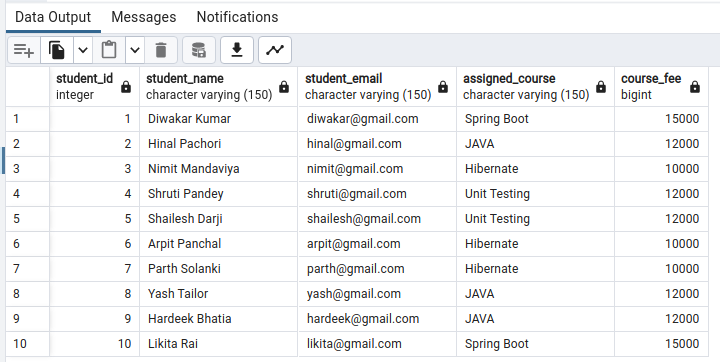 Data Output Messages Notifications
student_id integer student_name character varying (150) student_email character varying (150) assigned_course character varying (150) course_fee bigint
1 1 Diwakar Kumar diwakar@gmail.com Spring Boot 15000
2 2 Hinal Pachori hinal@gmail.com JAVA 12000
3 3 Nimit Mandaviya nimit@gmail.com Hibernate 10000
4 4 Shruti Pandey shruti@gmail.com Unit Testing 12000
5 5 Shailesh Darji shailesh@gmail.com Unit Testing 12000
6 6 Arpit Panchal arpit@gmail.com Hibernate 10000
7 7 Parth Solanki parth@gmail.com Hibernate 10000
8 8 Yash Tailor yash@gmail.com JAVA 12000
9 9 Hardeek Bhatia hardeek@gmail.com JAVA 12000
10 10 Likita Rai likita@gmail.com Spring Boot 15000